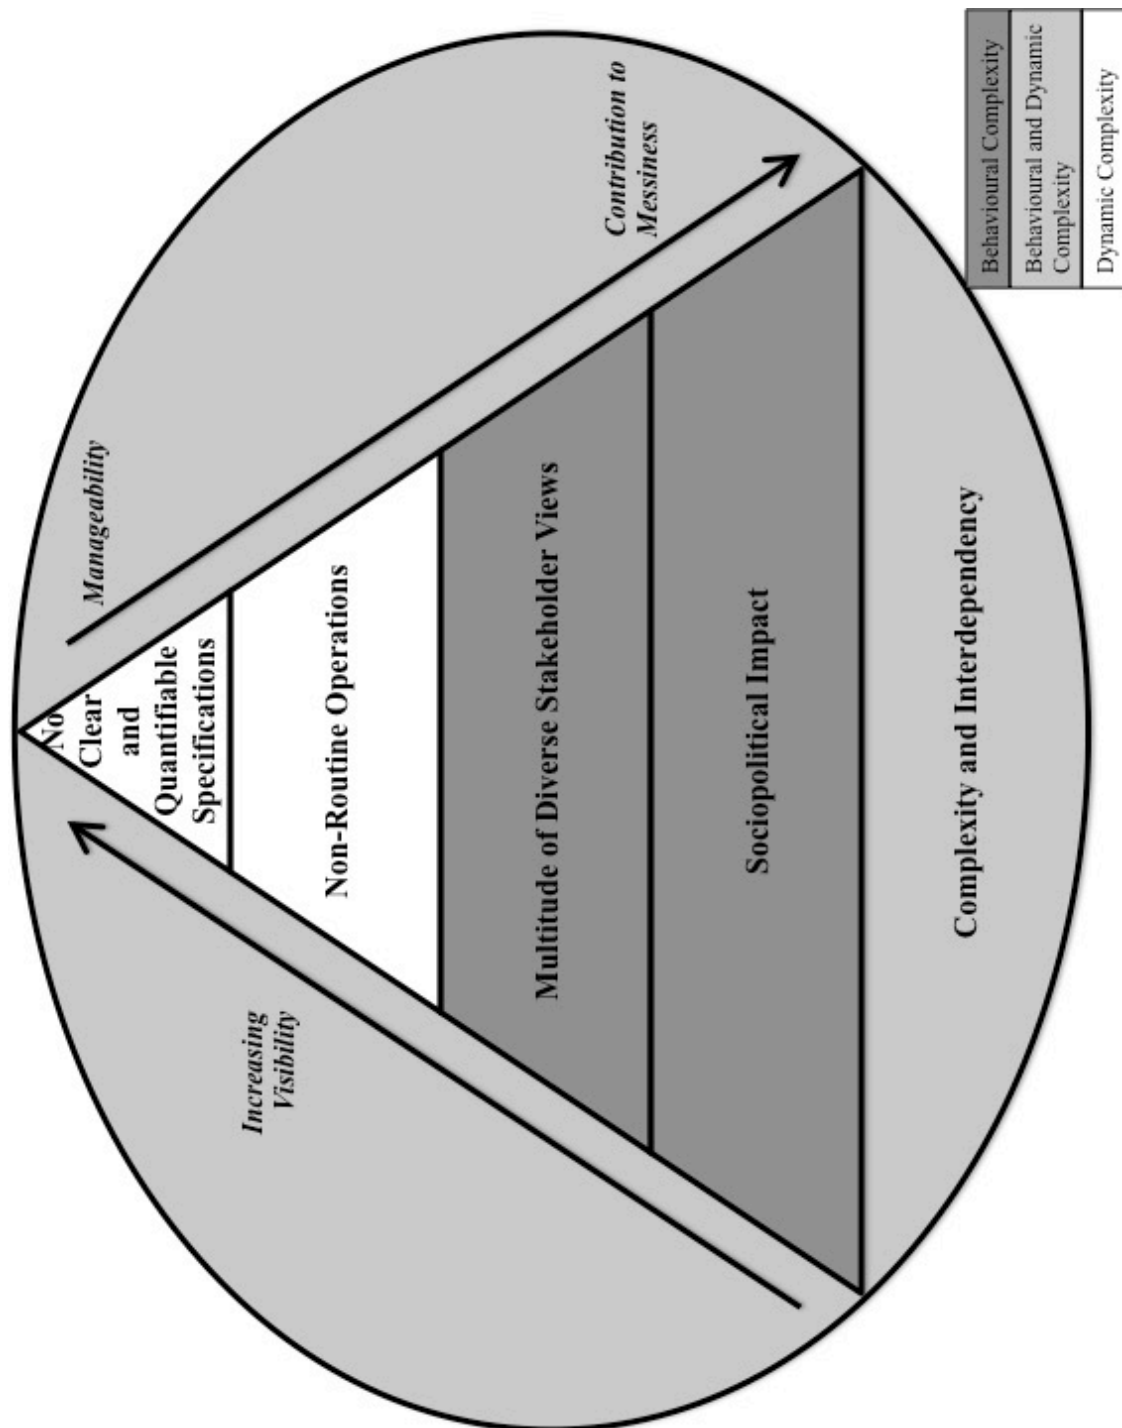 No
Clear
and
Quantifiable
Specifications
Non-Routine Operations
Multitude of Diverse Stakeholder Views
Sociopolitical Impact
Complexity and Interdependency
Increasing
Visibility
Manageability
Contribution to
Messiness
Behavioural Complexity
Behavioural and Dynamic
Complexity
Dynamic Complexity